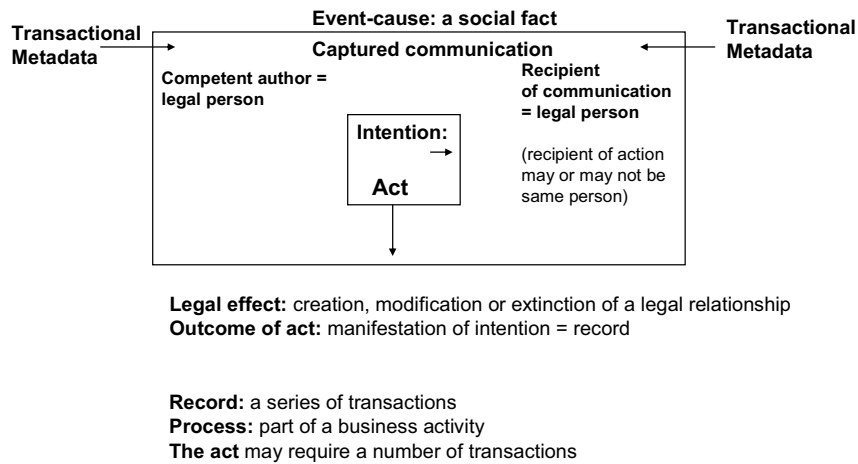 Event-cause: a social fact
Transactional
Metadata
Captured communication
Transactional
Metadata
Competent author =
legal person
Recipient
of communication
= legal person
(recipient of action
may or may not be
same person)
Intention:
Act
Legal effect: creation, modification or extinction of a legal relationship
Outcome of act: manifestation of intention = record
Record: a series of transactions
Process: part of a business activity
The act may require a number of transactions